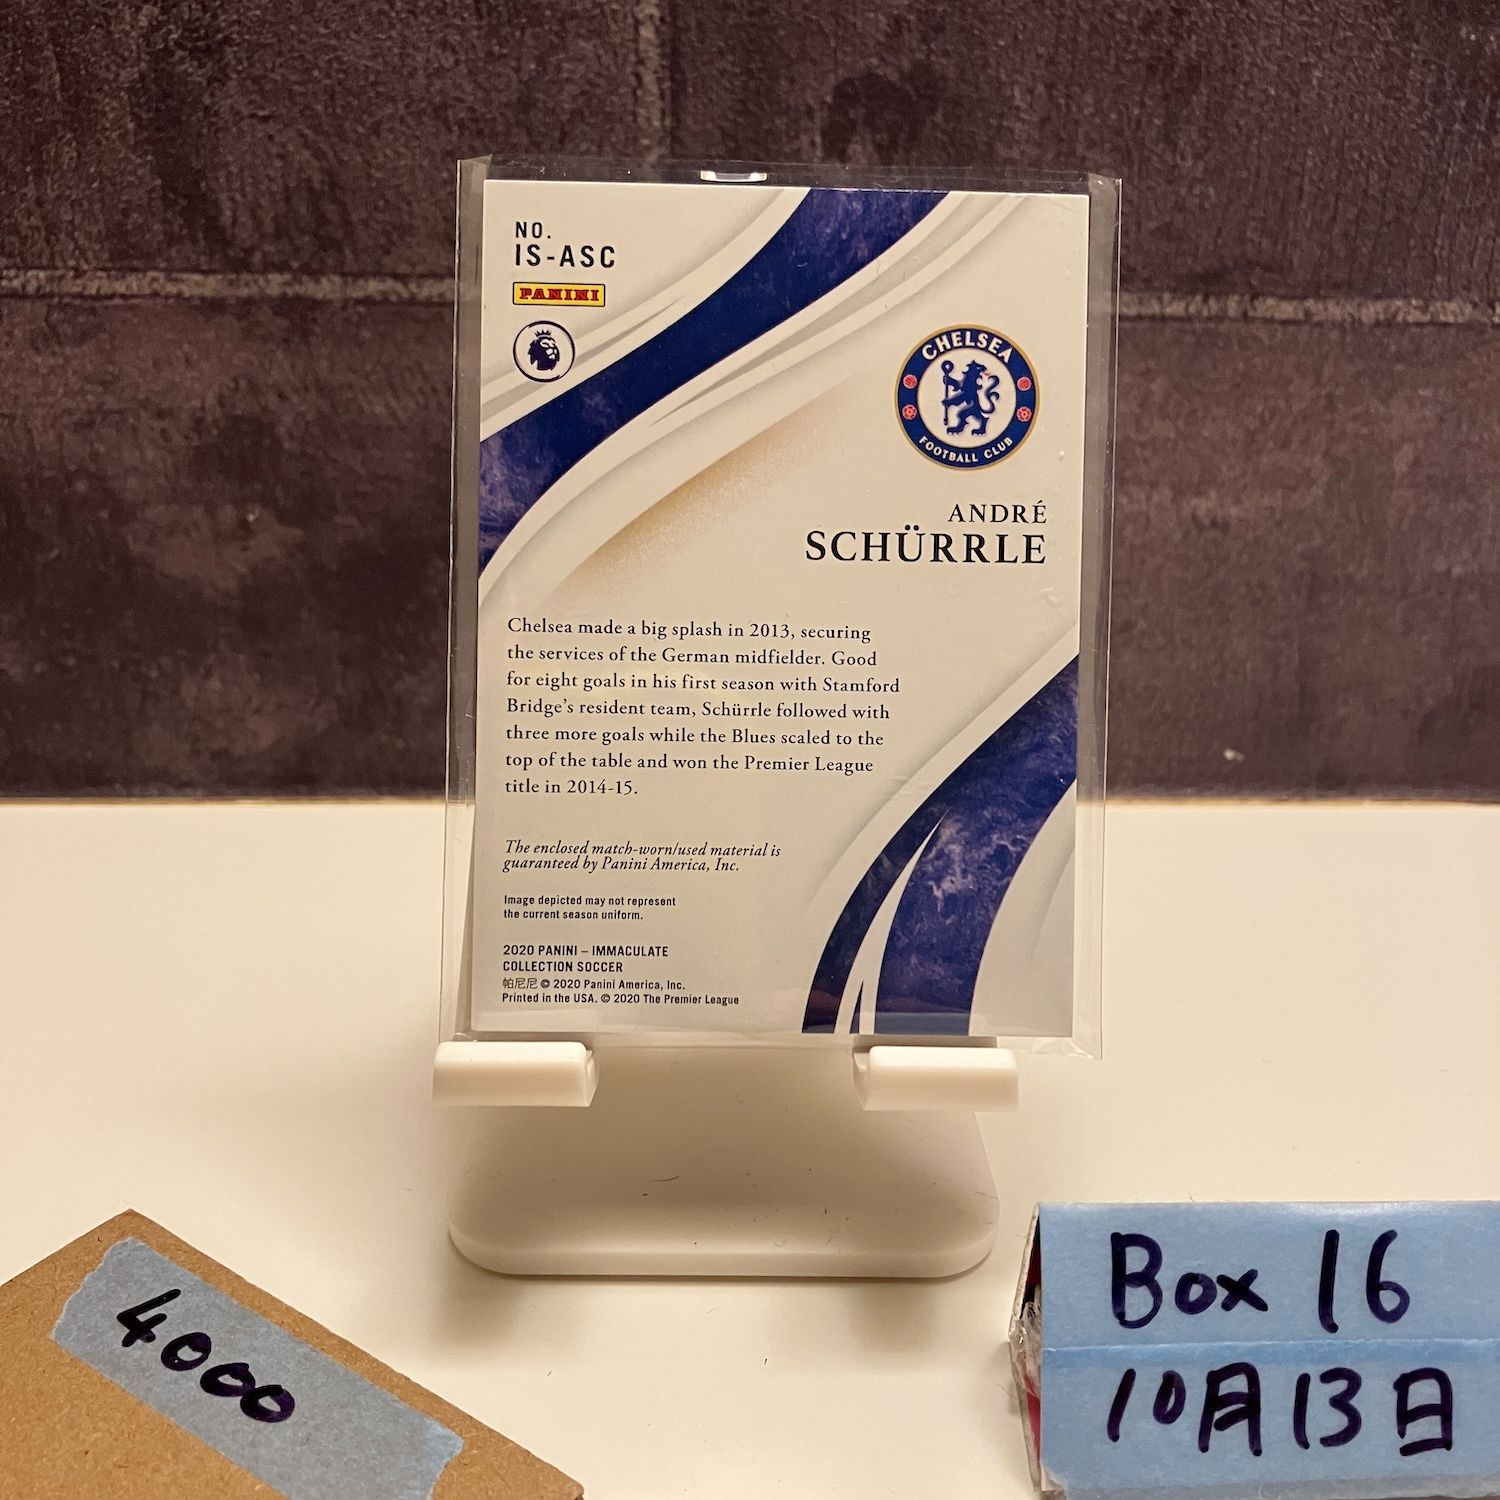 NO.
IS-ASC
PANINI
CHELSEA
FOOTBALL CLUB
ANDRÉ
SCHÜRRLE
Chelsea made a big splash in 2013, securing
the services of the German midfielder. Good
for eight goals in his first season with Stamford
Bridge's resident team, Schürrle followed with
three more goals while the Blues scaled to the
top of the table and won the Premier League
title in 2014-15.
The enclosed match-worn/used material is
guaranteed by Panini America, Inc.
Image depicted may not represent
the current season uniform.
2020 PANINI – IMMACULATE
COLLECTION SOCCER
帕尼尼 © 2020 Panini America, Inc.
Printed in the USA. © 2020 The Premier League
4000
Box 16
10月13日